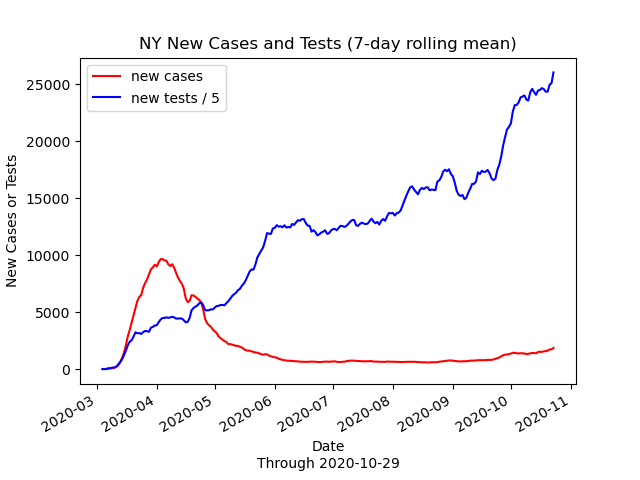 NY New Cases and Tests (7-day rolling mean)
new cases
new tests / 5
New Cases or Tests
25000
20000
15000
10000
5000
0
2020-03
2020-04
2020-05
2020-06
2020-07
2020-08
2020-09
2020-10
2020-11
Date
Through 2020-10-29